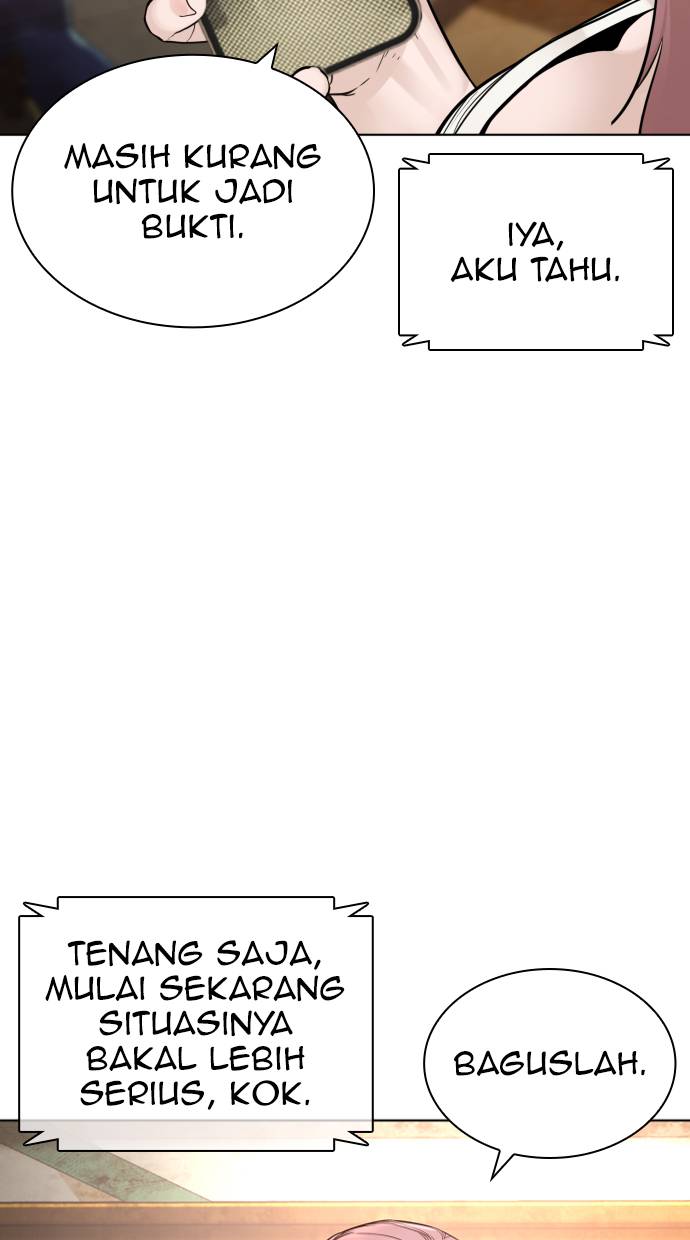 MASIH KURANG
UNTUK JADI
BUKTI.
IYA,
AKU TAHU.
TENANG SAJA,
MULAI SEKARANG
SITUASINYA
BAKAL LEBIH
SERIUS, KOK.
BAGUSLAH.